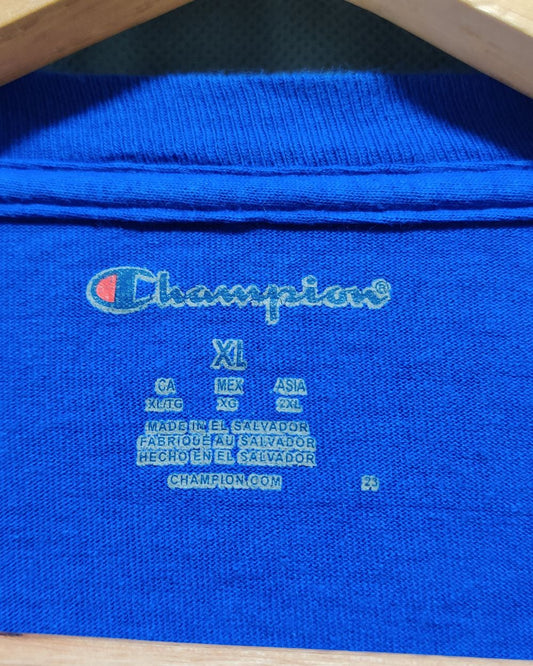 Champion®
XL
CA MEX ASIA
XL/TG XG 2XL
MADE IN EL SALVADOR
FABRIQUÉ AU SALVADOR
HECHO EN EL SALVADOR
CHAMPION.COM 23